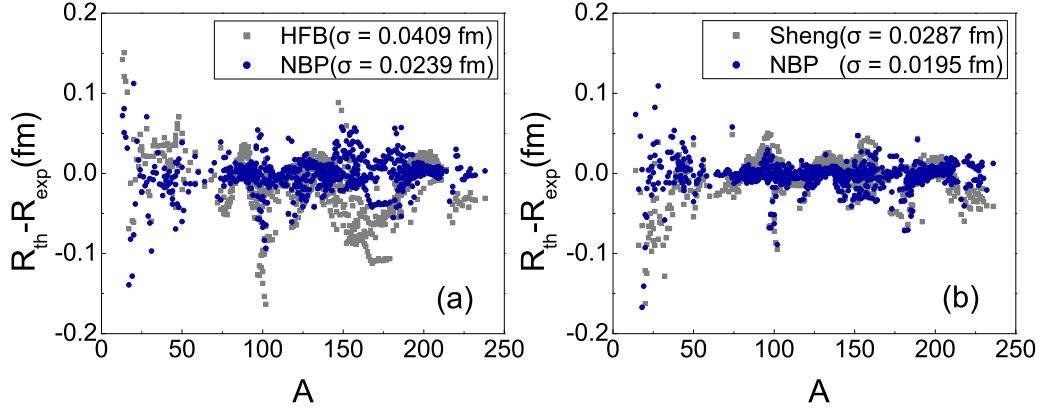 0.2
0.1
0.0
-0.1
-0.2
R_th-R_exp(fm)
HFB(σ = 0.0409 fm)
NBP(σ = 0.0239 fm)
(a)
0 50 100 150 200 250
A
0.2
0.1
0.0
-0.1
-0.2
R_th-R_exp(fm)
Sheng(σ = 0.0287 fm)
NBP (σ = 0.0195 fm)
(b)
0 50 100 150 200 250
A